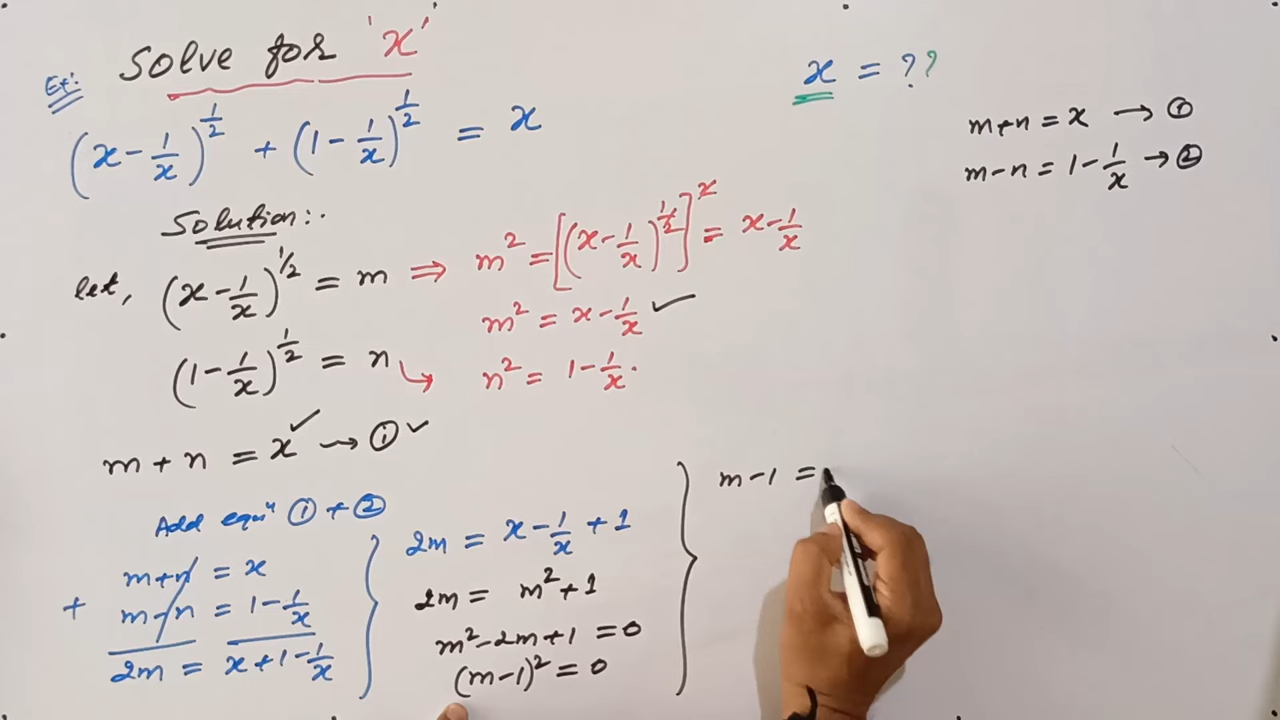 Solve for 'x'
Ex:
(x - 1/x)^1/2 + (1 - 1/x)^1/2 = x
x = ??
m+n = x → ①
m-n = 1 - 1/x → ②
Solution:.
let, (x - 1/x)^1/2 = m ⇒ m² = [(x - 1/x)^1/2]² = x - 1/x
m² = x - 1/x ✓
(1 - 1/x)^1/2 = n ↘ n² = 1 - 1/x.
m + n = x ✓ → ① ✓
Add equⁿ ① + ②
m+n = x
+ m-n = 1 - 1/x
2m = x + 1 - 1/x
2m = x - 1/x + 1
2m = m² + 1
m² - 2m + 1 = 0
(m-1)² = 0
m-1 =